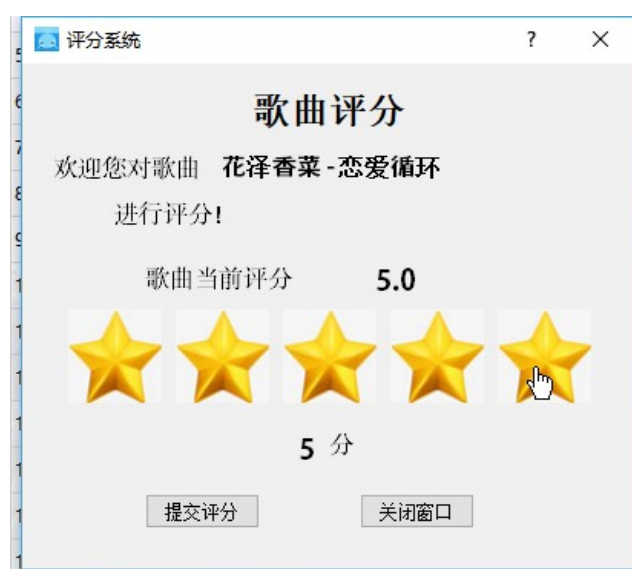 评分系统
歌曲评分
欢迎您对歌曲 花泽香菜 - 恋爱循环
进行评分!
歌曲当前评分 5.0
5 分
提交评分 关闭窗口